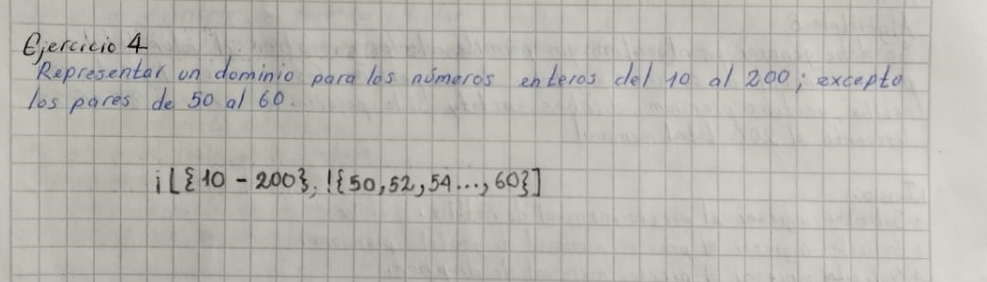 Ejercicio 4
Representar un dominio para los números enteros del 10 al 200; excepto
los pares de 50 al 60.
i[{10 - 200}, !{50,52,54...,60}]